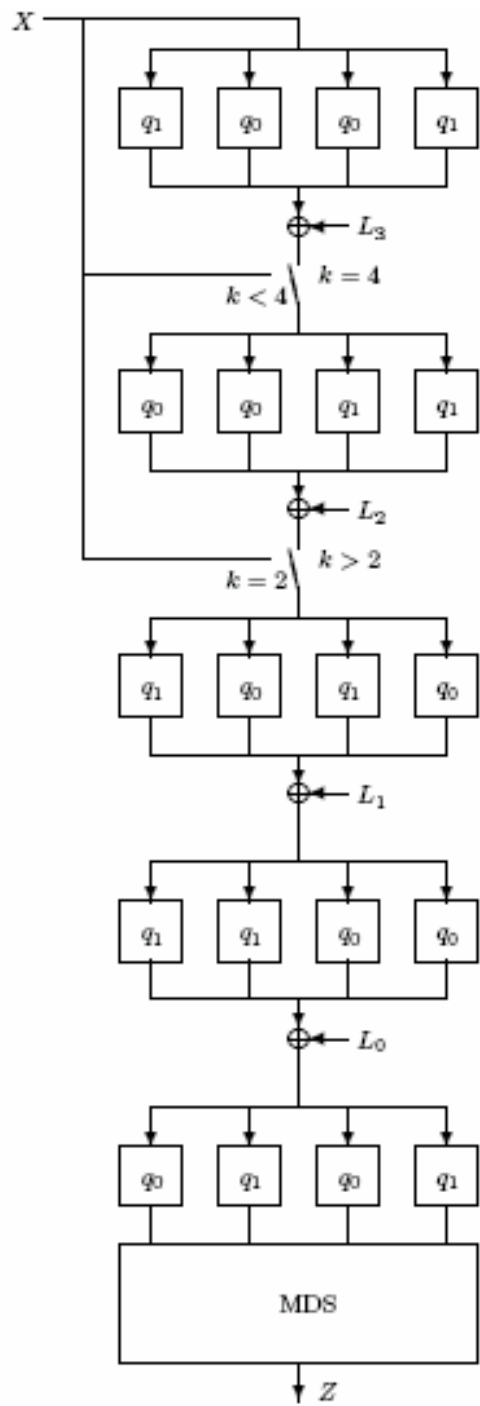 X
q₁ q₀ q₀ q₁
L₃
k = 4
k < 4
q₀ q₀ q₁ q₁
L₂
k > 2
k = 2
q₁ q₀ q₁ q₀
L₁
q₁ q₁ q₀ q₀
L₀
q₀ q₁ q₀ q₁
MDS
Z